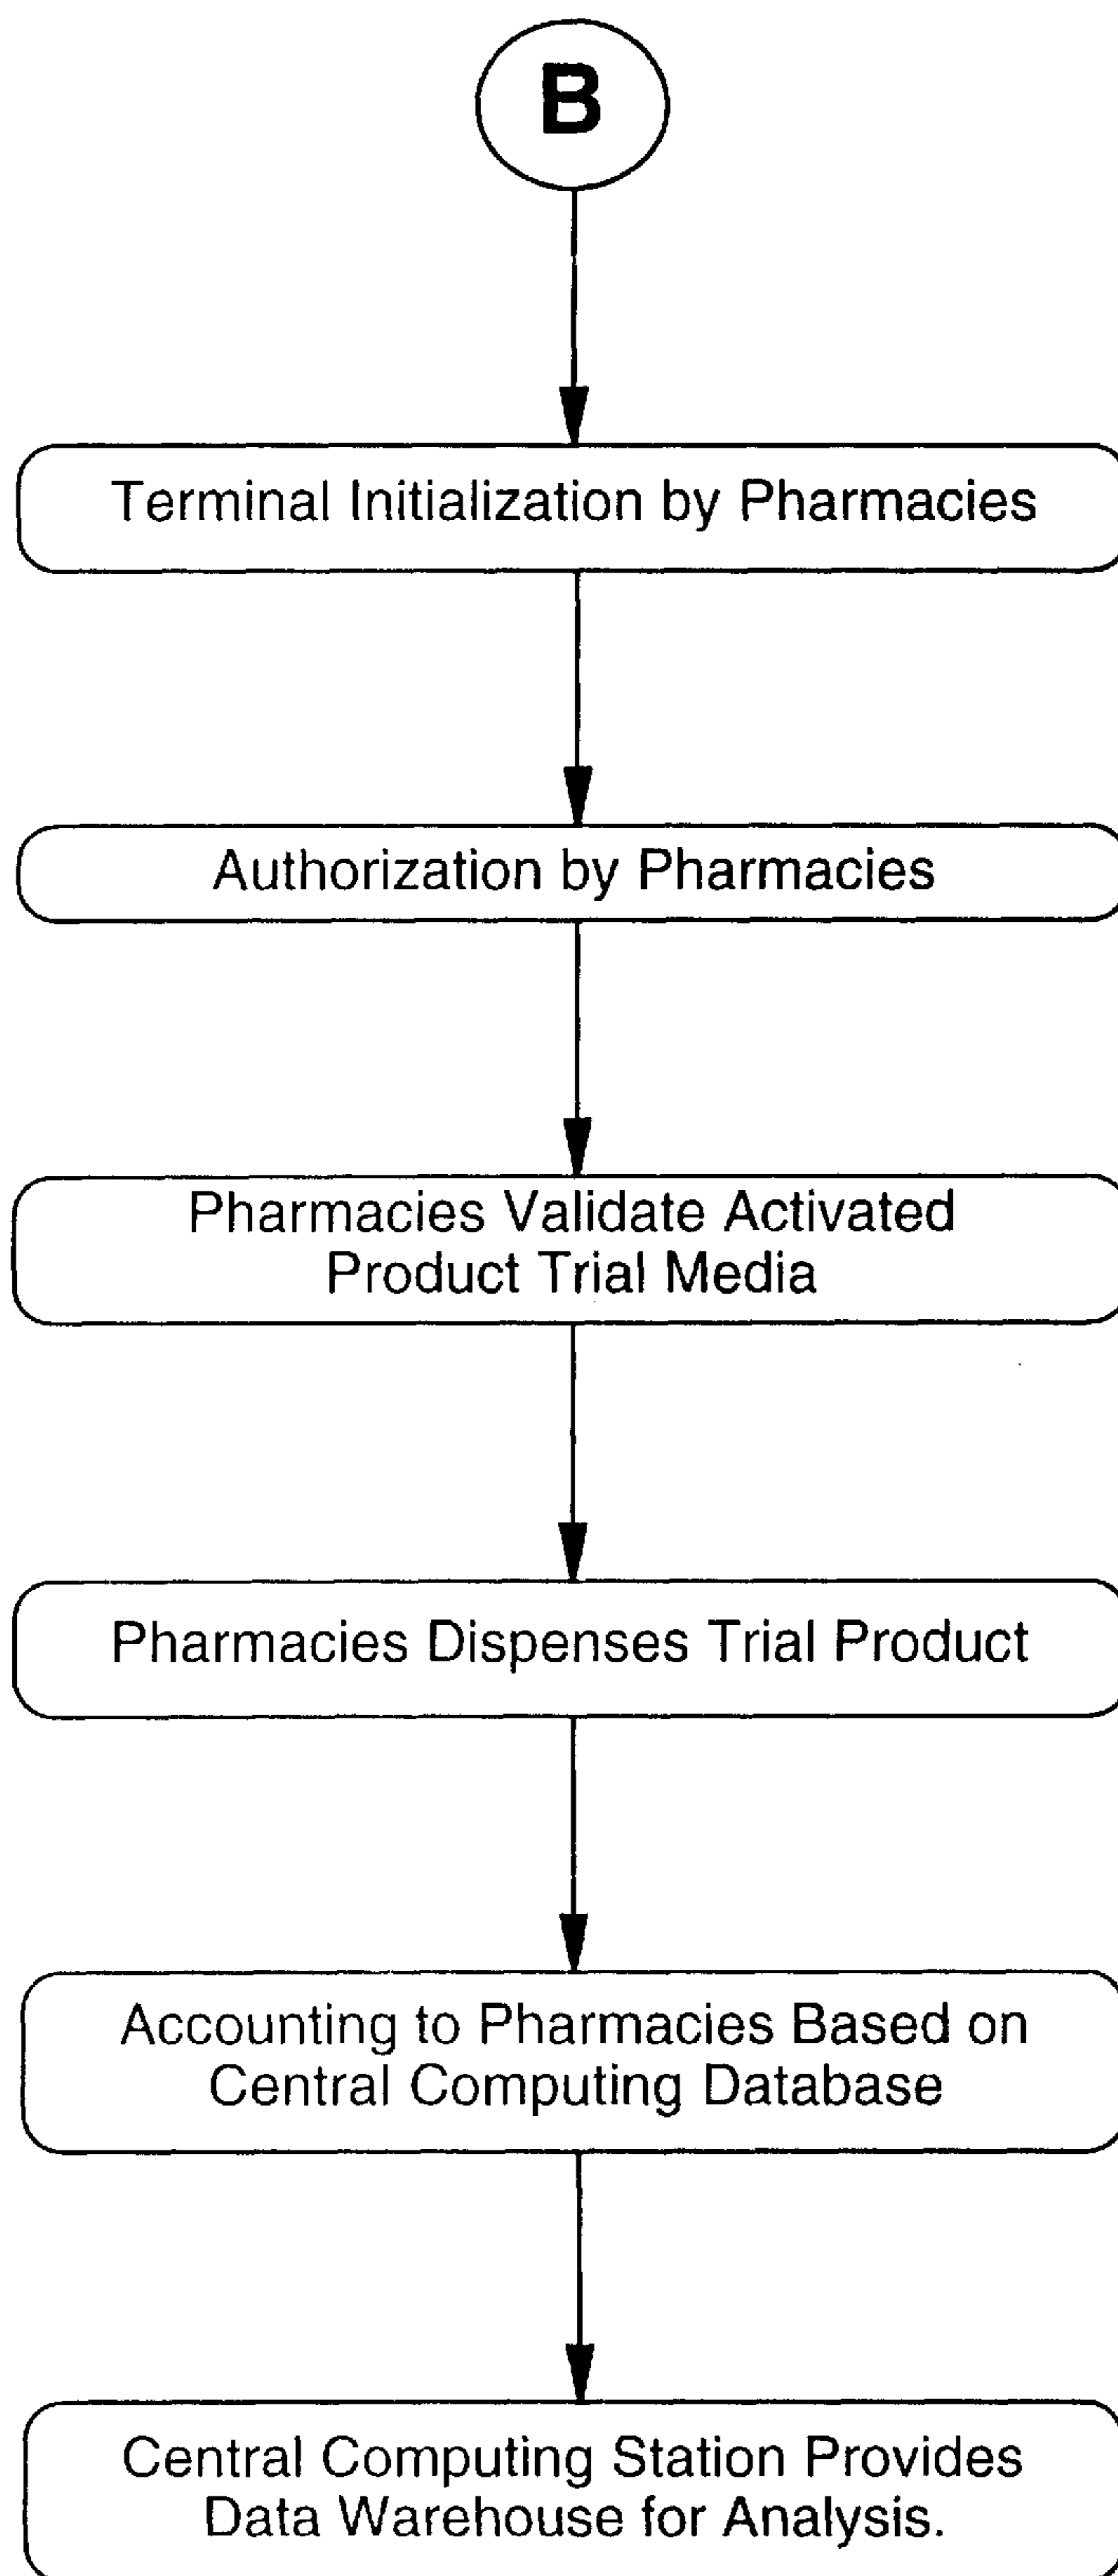 B
Terminal Initialization by Pharmacies
Authorization by Pharmacies
Pharmacies Validate Activated
Product Trial Media
Pharmacies Dispenses Trial Product
Accounting to Pharmacies Based on
Central Computing Database
Central Computing Station Provides
Data Warehouse for Analysis.